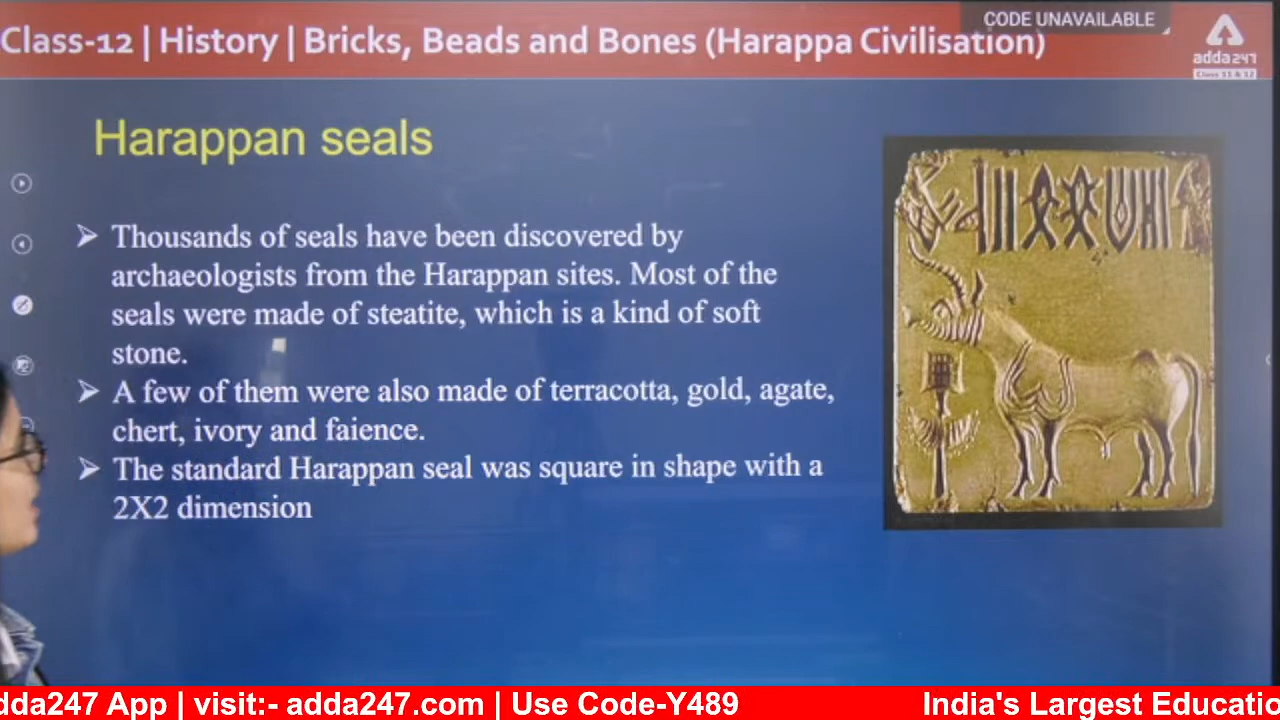 CODE UNAVAILABLE
Class-12 | History | Bricks, Beads and Bones (Harappa Civilisation)
adda247
Class 11 & 12
Harappan seals
Thousands of seals have been discovered by
archaeologists from the Harappan sites. Most of the
seals were made of steatite, which is a kind of soft
stone.
A few of them were also made of terracotta, gold, agate,
chert, ivory and faience.
The standard Harappan seal was square in shape with a
2X2 dimension
dda247 App | visit:- adda247.com | Use Code-Y489
India's Largest Educatio